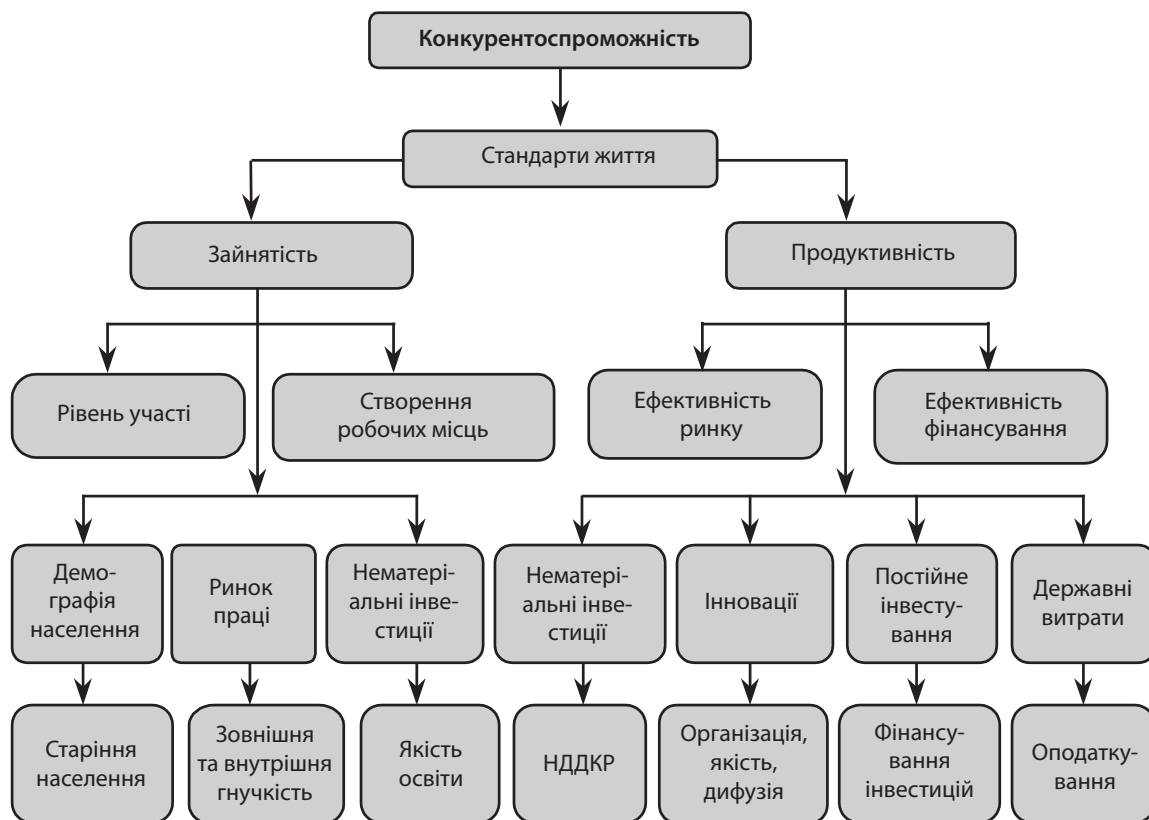 Конкурентоспроможність
Стандарти життя
Зайнятість
Продуктивність
Рівень участі
Створення
робочих місць
Ефективність
ринку
Ефективність
фінансування
Демо-
графія
населення
Ринок
праці
Нематері-
альні інве-
стиції
Нематері-
альні інве-
стиції
Інновації
Постійне
інвесту-
вання
Державні
витрати
Старіння
населення
Зовнішня
та внутрішня
гнучкість
Якість
освіти
НДДКР
Організація,
якість,
дифузія
Фінансу-
вання
інвестицій
Оподатку-
вання